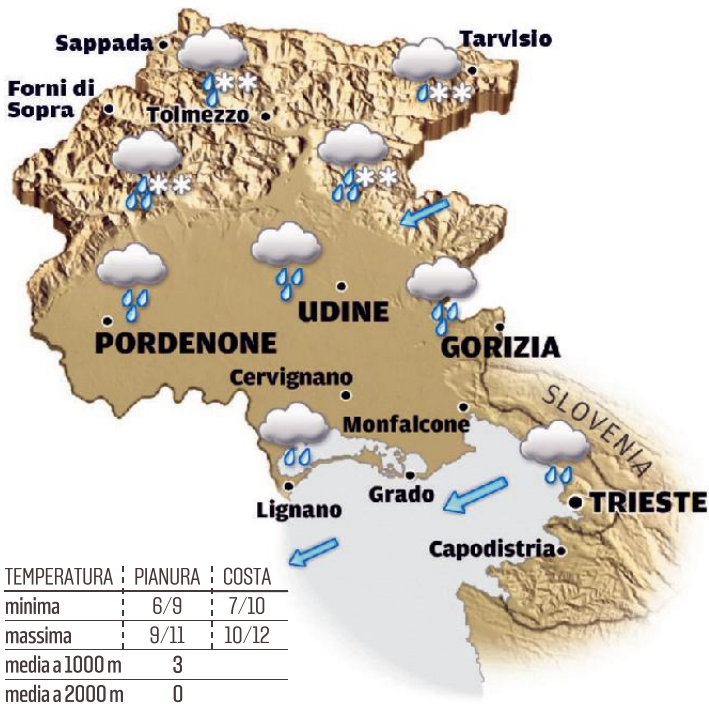 Sappada
Tarvisio
Forni di
Sopra
Tolmezzo
UDINE
PORDENONE
GORIZIA
Cervignano
SLOVENIA
Monfalcone
Lignano
Grado
TRIESTE
Capodistria
TEMPERATURA PIANURA COSTA
minima 6/9 7/10
massima 9/11 10/12
media a 1000 m 3
media a 2000 m 0